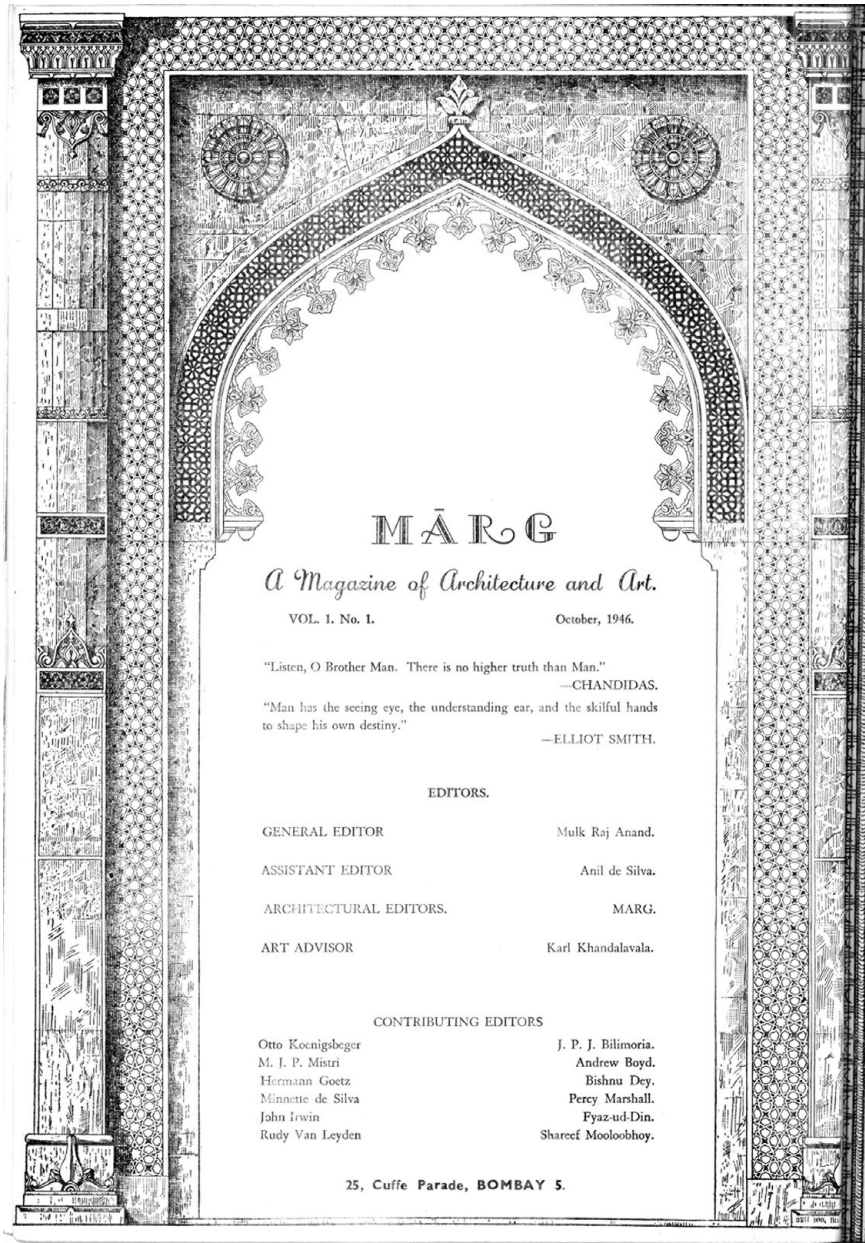 MĀRG
A Magazine of Architecture and Art.
VOL. 1. No. 1. October, 1946.
"Listen, O Brother Man. There is no higher truth than Man."
—CHANDIDAS.
"Man has the seeing eye, the understanding ear, and the skilful hands
to shape his own destiny."
—ELLIOT SMITH.
EDITORS.
GENERAL EDITOR Mulk Raj Anand.
ASSISTANT EDITOR Anil de Silva.
ARCHITECTURAL EDITORS. MARG.
ART ADVISOR Karl Khandalavala.
CONTRIBUTING EDITORS
Otto Koenigsbeger J. P. J. Bilimoria.
M. J. P. Mistri Andrew Boyd.
Hermann Goetz Bishnu Dey.
Minnette de Silva Percy Marshall.
John Irwin Fyaz-ud-Din.
Rudy Van Leyden Shareef Mooloobhoy.
25, Cuffe Parade, BOMBAY 5.